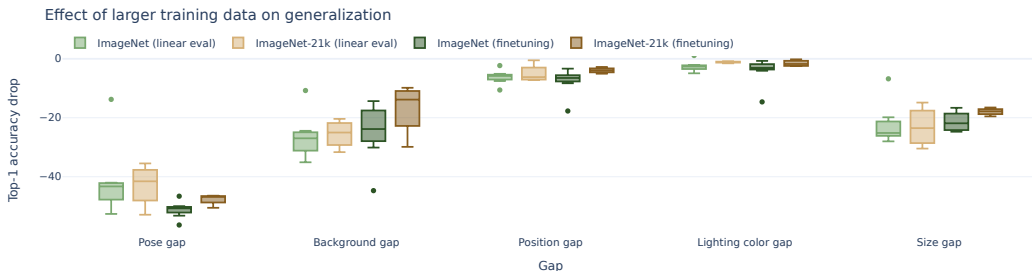 Effect of larger training data on generalization
ImageNet (linear eval) ImageNet-21k (linear eval) ImageNet (finetuning) ImageNet-21k (finetuning)
Top-1 accuracy drop
0
−20
−40
Pose gap Background gap Position gap Lighting color gap Size gap
Gap